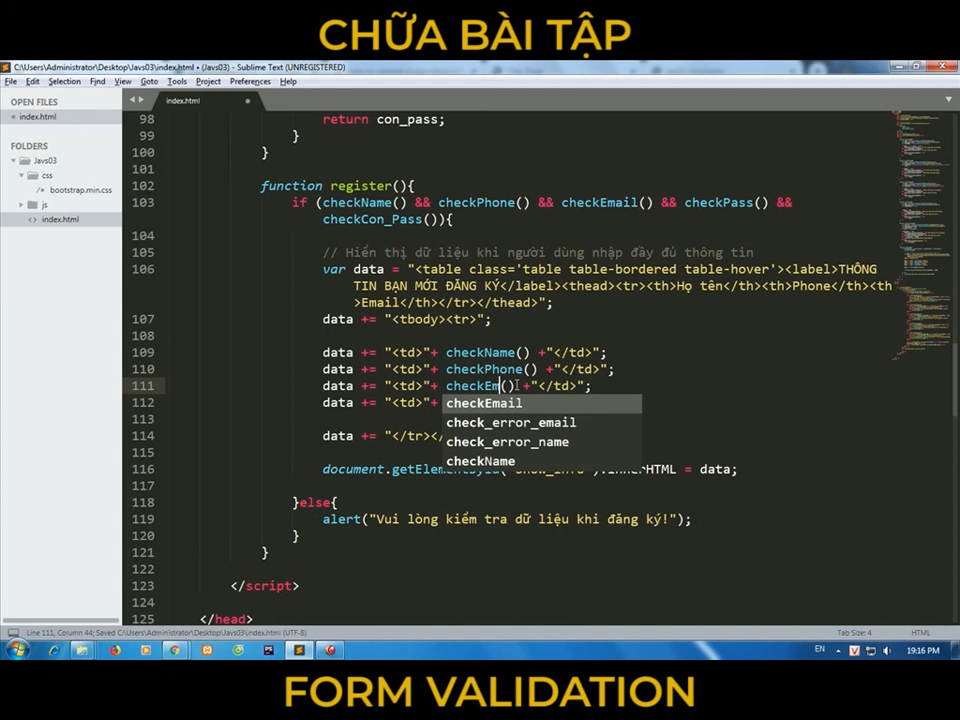 CHỮA BÀI TẬP
C:\Users\Administrator\Desktop\Javs03\index.html • (Javs03) - Sublime Text (UNREGISTERED)
File Edit Selection Find View Goto Tools Project Preferences Help
OPEN FILES
index.html
FOLDERS
Javs03
css
bootstrap.min.css
js
index.html
index.html
98 return con_pass;
99 }
100 }
101
102 function register(){
103 if (checkName() && checkPhone() && checkEmail() && checkPass() &&
checkCon_Pass()){
104
105 // Hiển thị dữ liệu khi người dùng nhập đầy đủ thông tin
106 var data = "<table class='table table-bordered table-hover'><label>THÔNG
TIN BẠN MỚI ĐĂNG KÝ</label><thead><tr><th>Họ tên</th><th>Phone</th><th
>Email</th></tr></thead>";
107 data += "<tbody><tr>";
108
109 data += "<td>"+ checkName() +"</td>";
110 data += "<td>"+ checkPhone() +"</td>";
111 data += "<td>"+ checkEm() +"</td>";
112 data += "<td>"+
checkEmail
check_error_email
check_error_name
checkName
113
114 data += "</tr></
115
116 document.getElementById( ).innerHTML = data;
117
118 }else{
119 alert("Vui lòng kiểm tra dữ liệu khi đăng ký!");
120 }
121 }
122
123 </script>
124
125 </head>
Line 111, Column 44; Saved C:\Users\Administrator\Desktop\Javs03\index.html (UTF-8)
Tab Size: 4
HTML
EN
19:16 PM
FORM VALIDATION